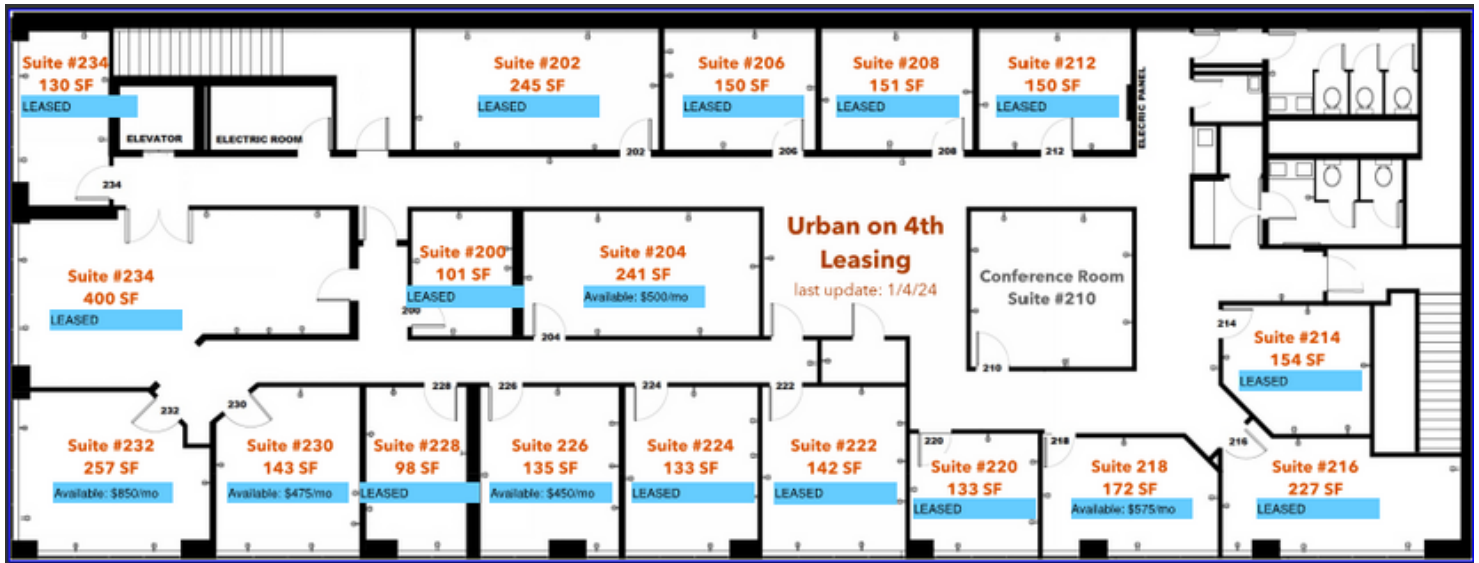 Suite #234
130 SF
LEASED
Suite #202
245 SF
LEASED
Suite #206
150 SF
LEASED
Suite #208
151 SF
LEASED
Suite #212
150 SF
LEASED
ELEVATOR
ELECTRIC ROOM
ELECRIC PANEL
202
206
208
212
234
Suite #234
400 SF
LEASED
Suite #200
101 SF
LEASED
200
Suite #204
241 SF
Available: $500/mo
204
Urban on 4th
Leasing
last update: 1/4/24
Conference Room
Suite #210
210
214
Suite #214
154 SF
LEASED
232
230
228
226
224
222
220
218
216
Suite #232
257 SF
Available: $850/mo
Suite #230
143 SF
Available: $475/mo
Suite #228
98 SF
LEASED
Suite 226
135 SF
Available: $450/mo
Suite #224
133 SF
LEASED
Suite #222
142 SF
LEASED
Suite #220
133 SF
LEASED
Suite 218
172 SF
Available: $575/mo
Suite #216
227 SF
LEASED